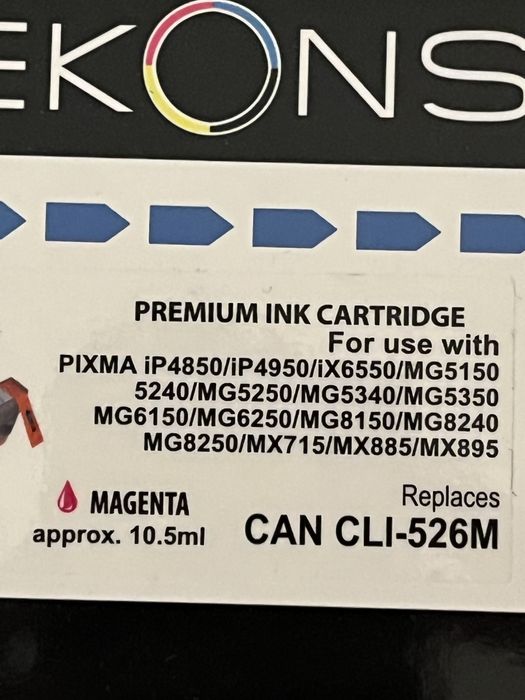 EKONS
PREMIUM INK CARTRIDGE
For use with
PIXMA iP4850/iP4950/iX6550/MG5150
5240/MG5250/MG5340/MG5350
MG6150/MG6250/MG8150/MG8240
MG8250/MX715/MX885/MX895
MAGENTA
approx. 10.5ml
Replaces
CAN CLI-526M